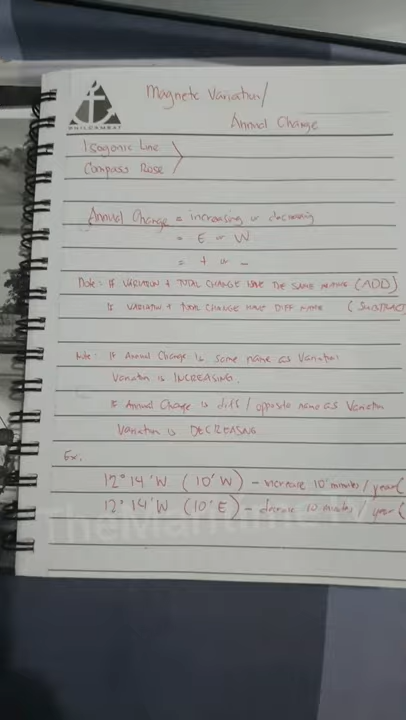 Magnetic Variation/
Annual Change
PHILCAMSAT
Isogonic Line
Compass Rose
Annual Change = increasing or decreasing
= E or W
= + or -
Note: IF VARIATION + TOTAL CHANGE HAVE THE SAME NAMES (ADD)
IF VARIATION + TOTAL CHANGE HAVE DIFF NAME (SUBTRACT
Note: If Annual Change is same name as Variation
Variation is INCREASING.
If Annual Change is diff/opposite name as Variation
Variation is DECREASING
Ex.
12° 14' W (10' W) - increase 10 minutes / year (
12° 14' W (10' E) - decrease 10 minutes / year (
TheMaritime